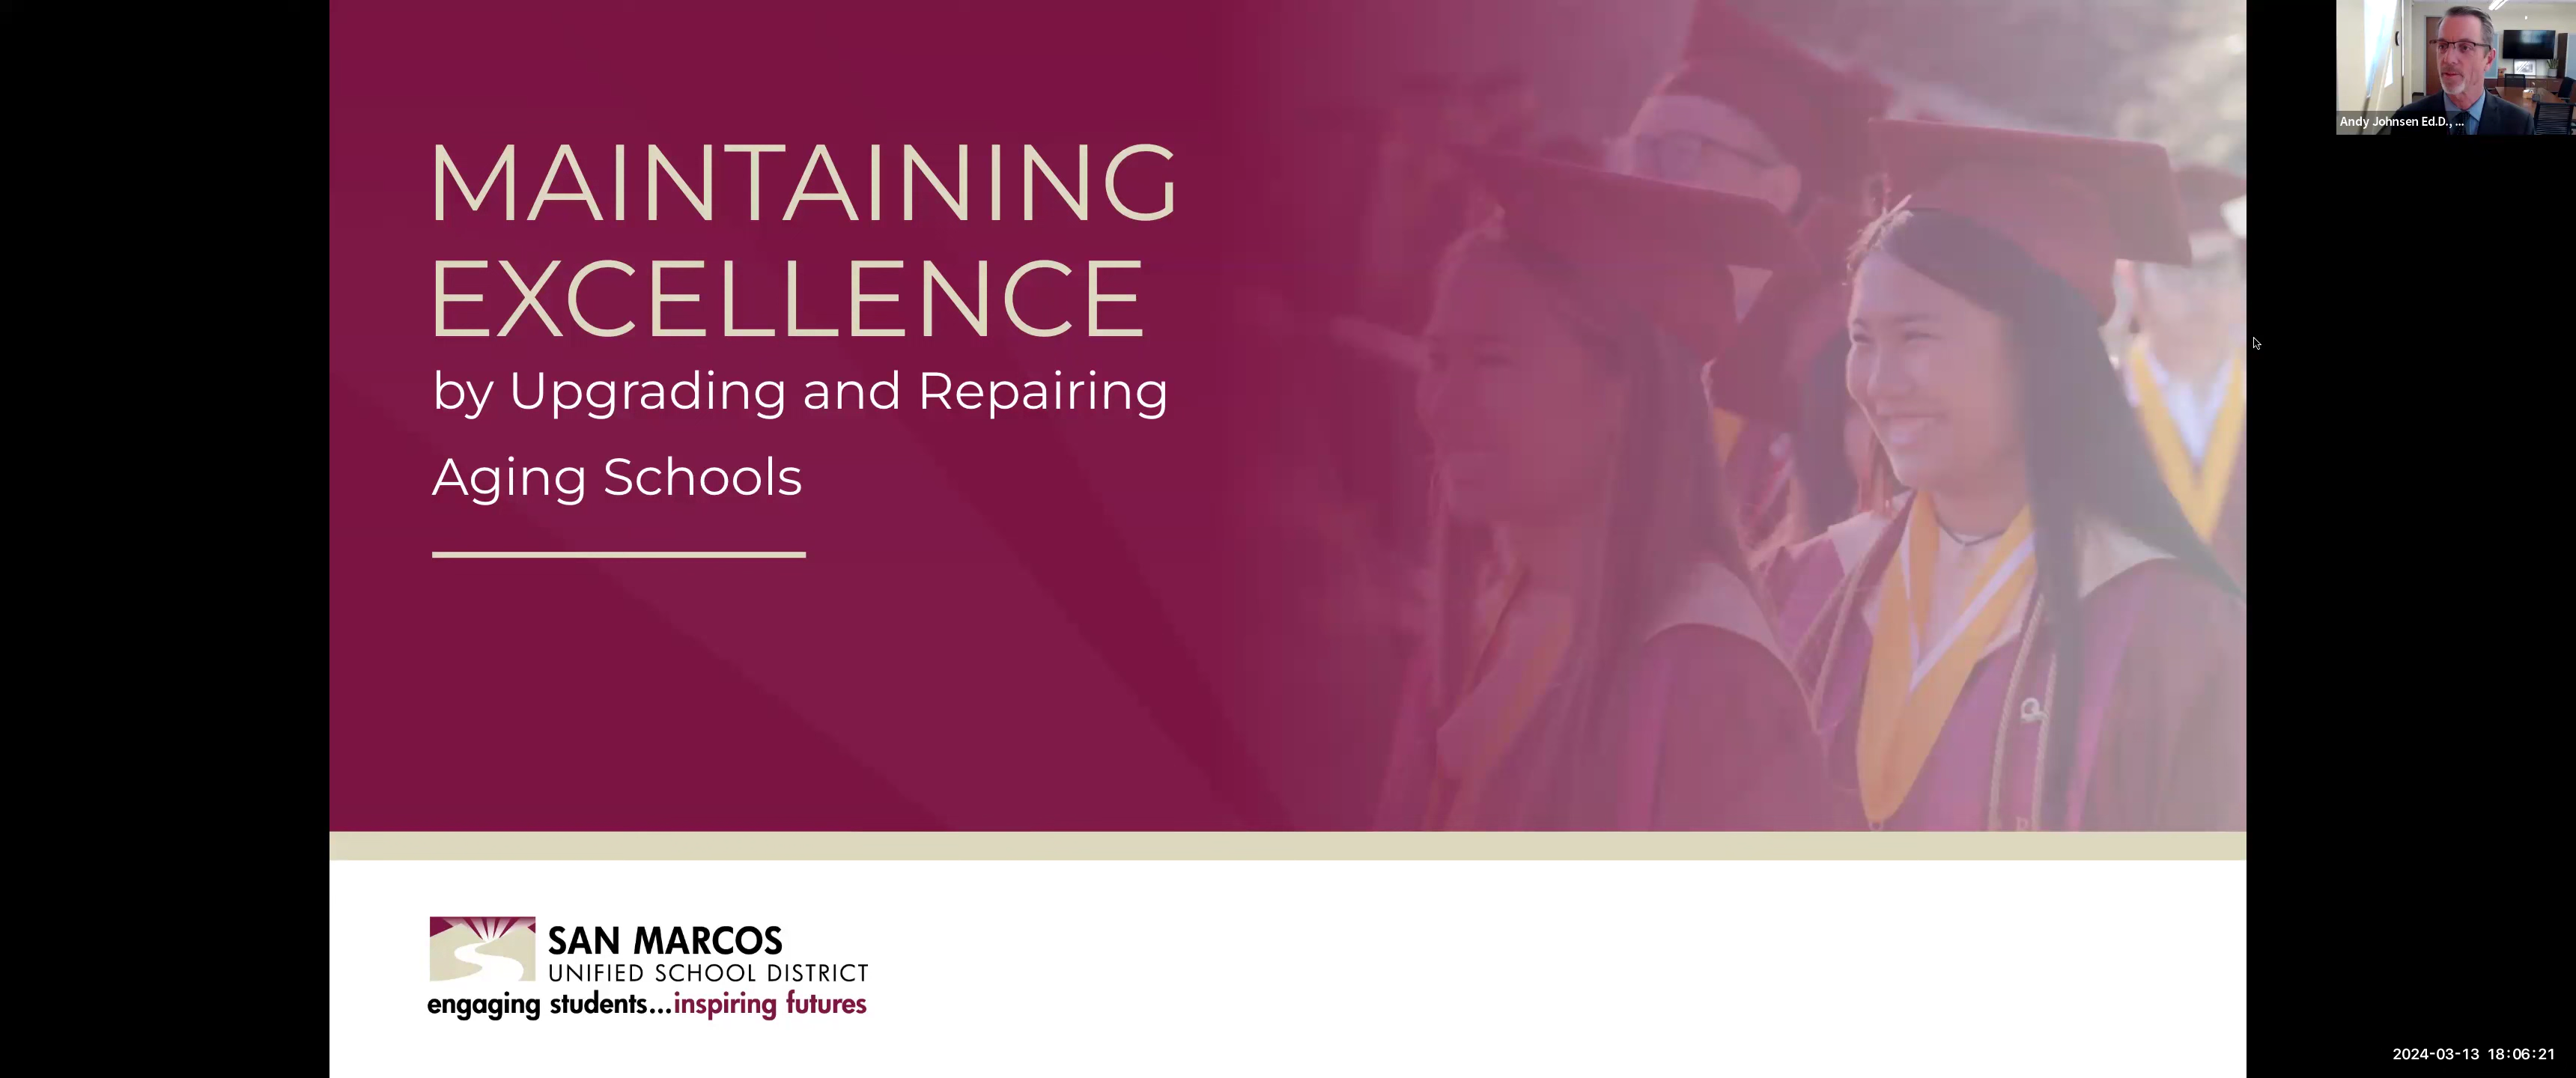 MAINTAINING
EXCELLENCE
by Upgrading and Repairing
Aging Schools
SAN MARCOS
UNIFIED SCHOOL DISTRICT
engaging students...inspiring futures
Andy Johnsen Ed.D., ...
2024-03-13 18:06:21